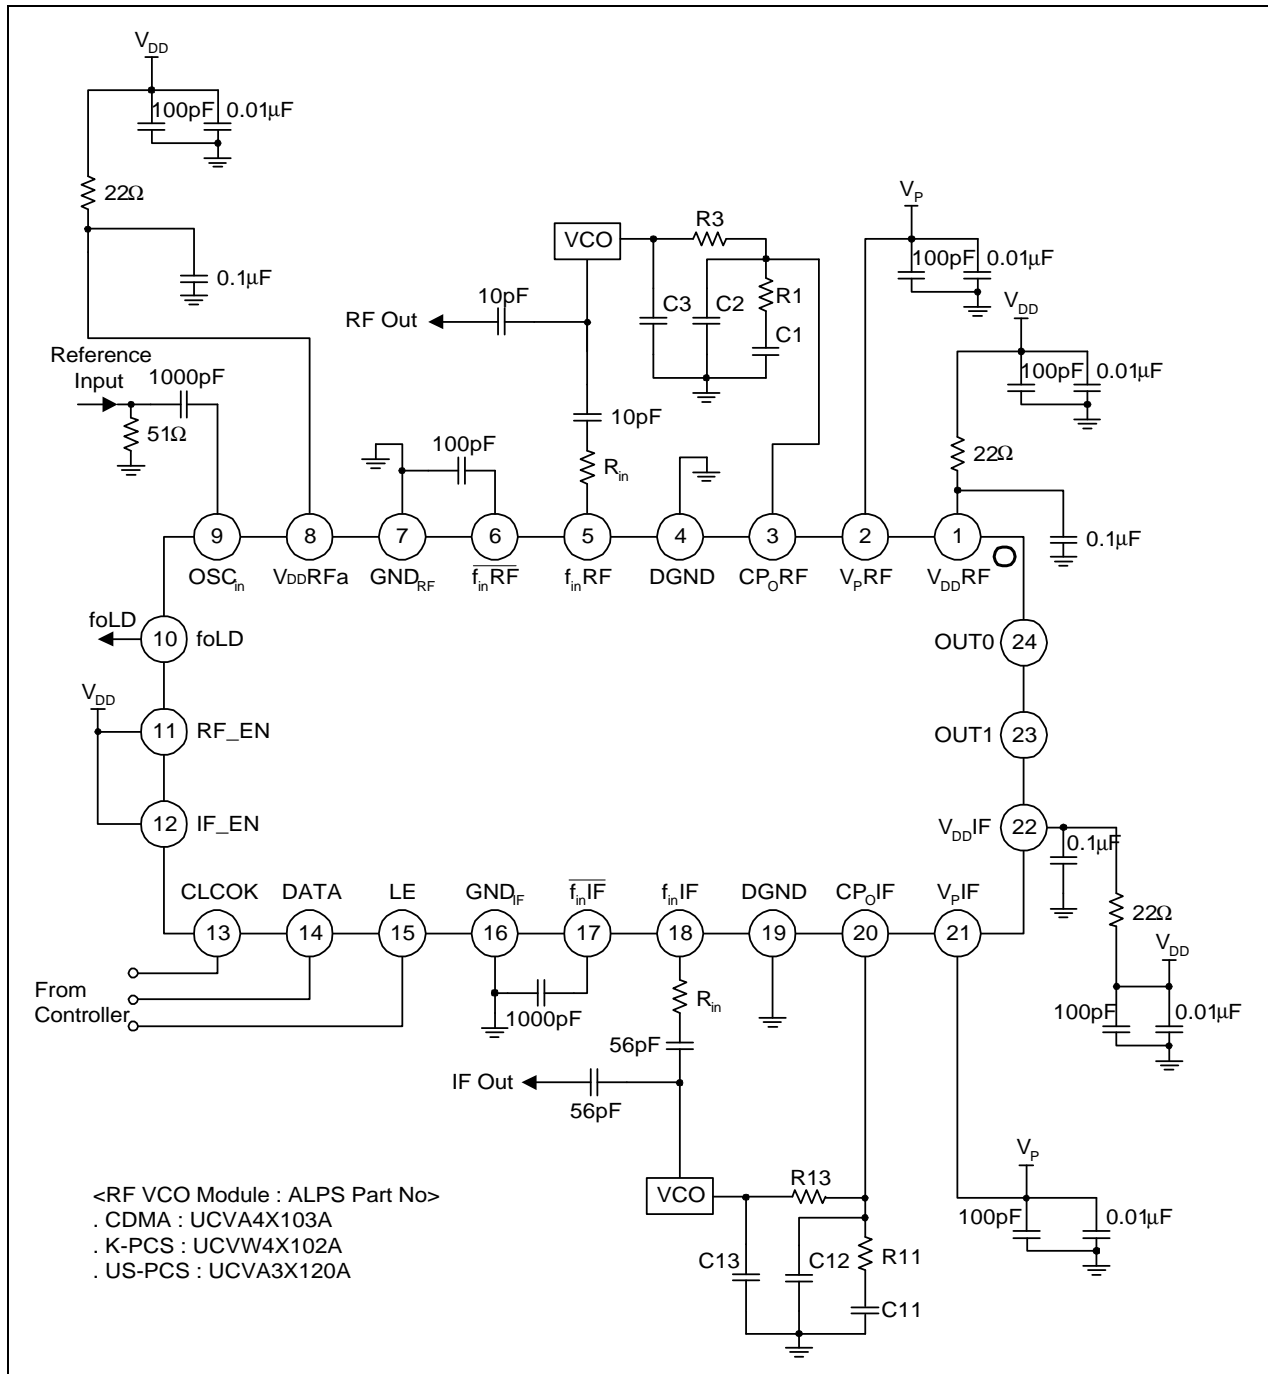 VDD
100pF 0.01µF
22Ω
0.1µF
VP
100pF 0.01µF
VDD
100pF 0.01µF
22Ω
0.1µF
VCO
R3
C3 C2 R1
C1
10pF
RF Out
10pF
Rin
Reference
Input
1000pF
51Ω
100pF
9 8 7 6 5 4 3 2 1
OSCin VDDRFa GNDRF finRF finRF DGND CPORF VPRF VDDRF
foLD 10 foLD
OUT0 24
VDD
11 RF_EN
OUT1 23
12 IF_EN
VDDIF 22
0.1µF
22Ω
VDD
100pF 0.01µF
CLCOK DATA LE GNDIF finIF finIF DGND CPOIF VPIF
13 14 15 16 17 18 19 20 21
From
Controller
1000pF
Rin
56pF
IF Out
56pF
VCO
R13
C13 C12 R11
C11
VP
100pF 0.01µF
<RF VCO Module : ALPS Part No>
. CDMA : UCVA4X103A
. K-PCS : UCVW4X102A
. US-PCS : UCVA3X120A